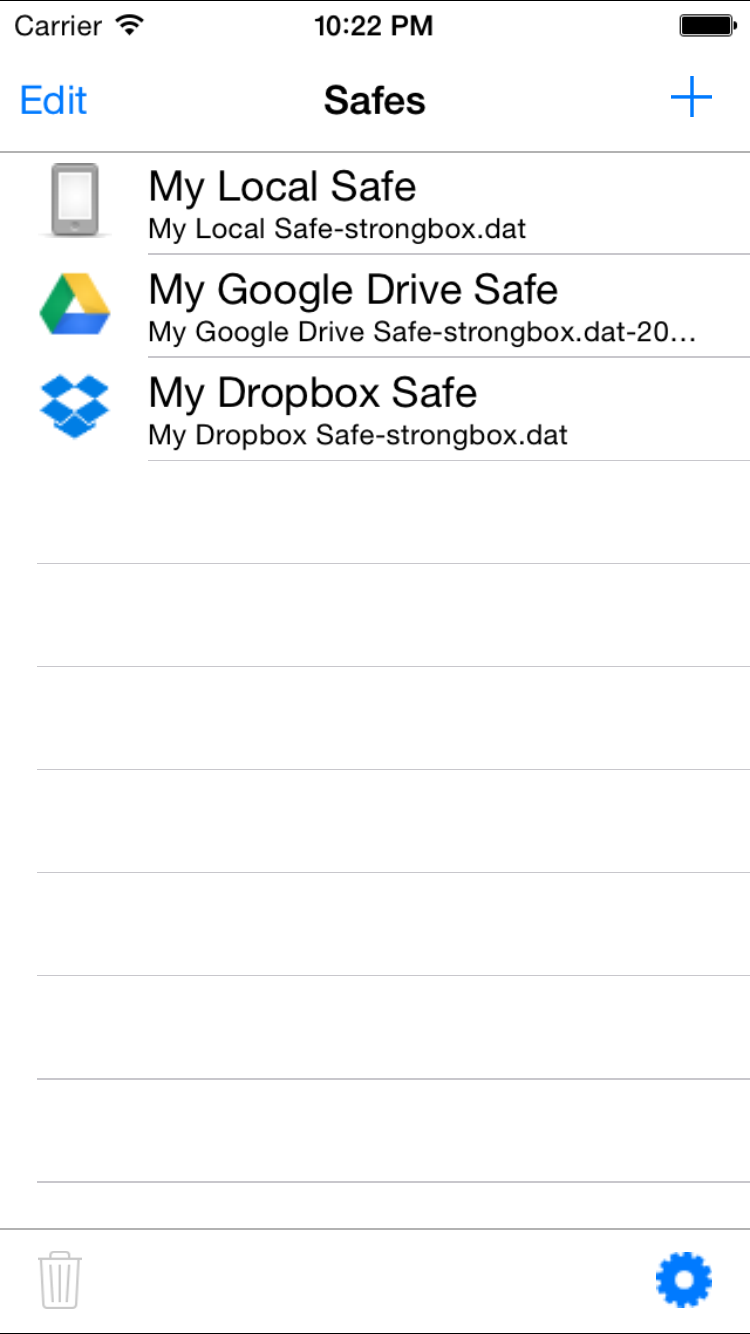 Carrier 10:22 PM
Edit Safes
My Local Safe
My Local Safe-strongbox.dat
My Google Drive Safe
My Google Drive Safe-strongbox.dat-20...
My Dropbox Safe
My Dropbox Safe-strongbox.dat